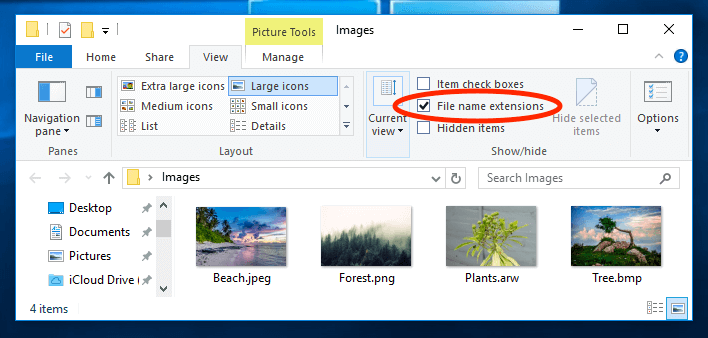 Picture Tools Images
File Home Share View Manage
Extra large icons Large icons
Medium icons Small icons
List Details
Navigation pane
Current view
Item check boxes
File name extensions
Hidden items
Hide selected items
Options
Panes Layout Show/hide
Images
Search Images
Desktop
Documents
Pictures
iCloud Drive (
Beach.jpeg Forest.png Plants.arw Tree.bmp
4 items